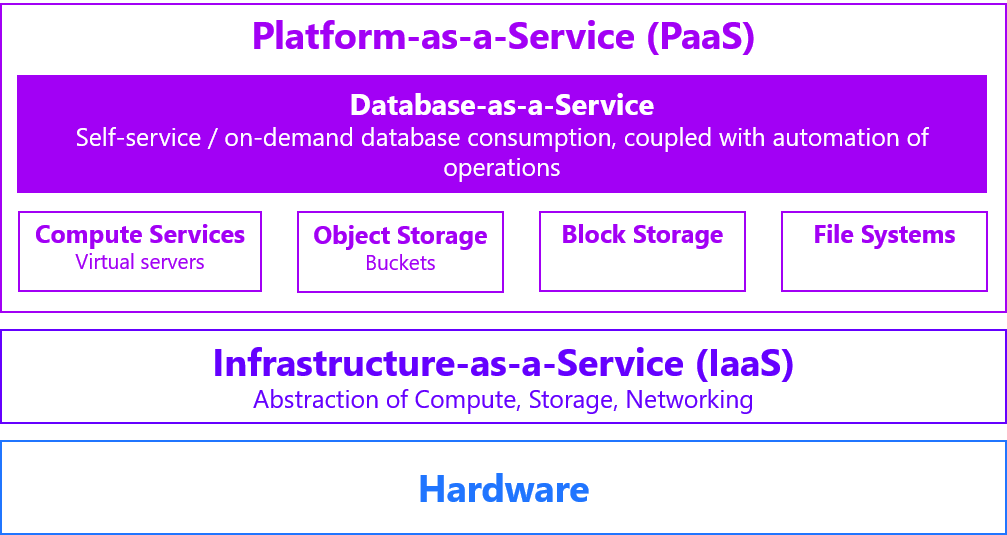 Platform-as-a-Service (PaaS)
Database-as-a-Service
Self-service / on-demand database consumption, coupled with automation of
operations
Compute Services
Virtual servers
Object Storage
Buckets
Block Storage
File Systems
Infrastructure-as-a-Service (IaaS)
Abstraction of Compute, Storage, Networking
Hardware